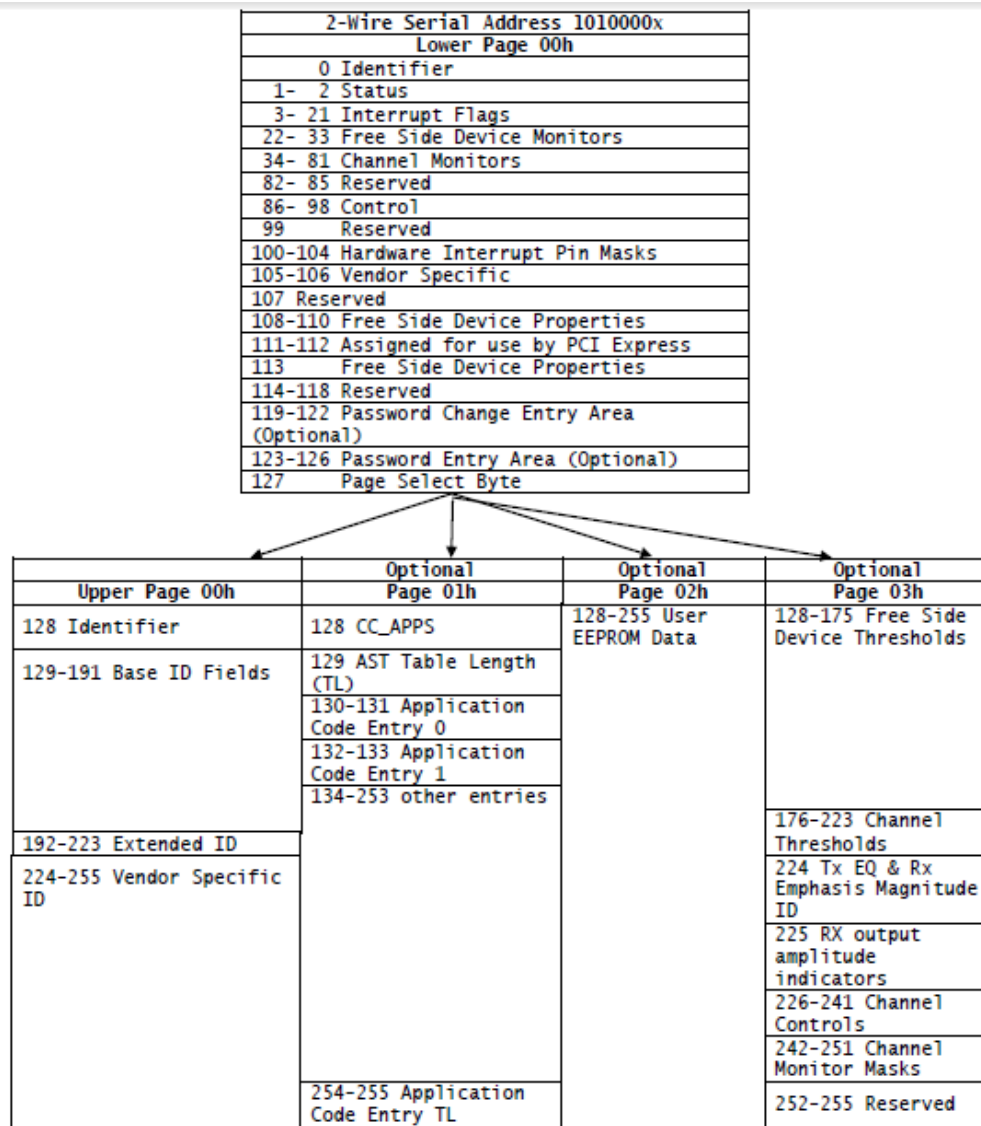 2-Wire Serial Address 1010000x
Lower Page 00h
0 Identifier
1- 2 Status
3- 21 Interrupt Flags
22- 33 Free Side Device Monitors
34- 81 Channel Monitors
82- 85 Reserved
86- 98 Control
99 Reserved
100-104 Hardware Interrupt Pin Masks
105-106 Vendor Specific
107 Reserved
108-110 Free Side Device Properties
111-112 Assigned for use by PCI Express
113 Free Side Device Properties
114-118 Reserved
119-122 Password Change Entry Area
(Optional)
123-126 Password Entry Area (Optional)
127 Page Select Byte
Upper Page 00h
128 Identifier
129-191 Base ID Fields
192-223 Extended ID
224-255 Vendor Specific
ID
Optional
Page 01h
128 CC_APPS
129 AST Table Length
(TL)
130-131 Application
Code Entry 0
132-133 Application
Code Entry 1
134-253 other entries
254-255 Application
Code Entry TL
Optional
Page 02h
128-255 User
EEPROM Data
Optional
Page 03h
128-175 Free Side
Device Thresholds
176-223 Channel
Thresholds
224 Tx EQ & Rx
Emphasis Magnitude
ID
225 RX output
amplitude
indicators
226-241 Channel
Controls
242-251 Channel
Monitor Masks
252-255 Reserved